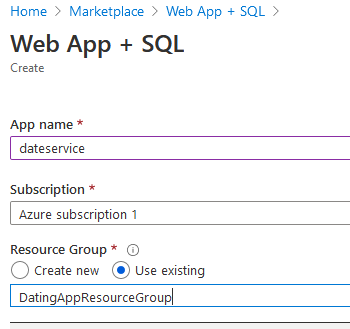 Home > Marketplace > Web App + SQL >
Web App + SQL
Create
App name *
dateservice
Subscription *
Azure subscription 1
Resource Group *
Create new Use existing
DatingAppResourceGroup